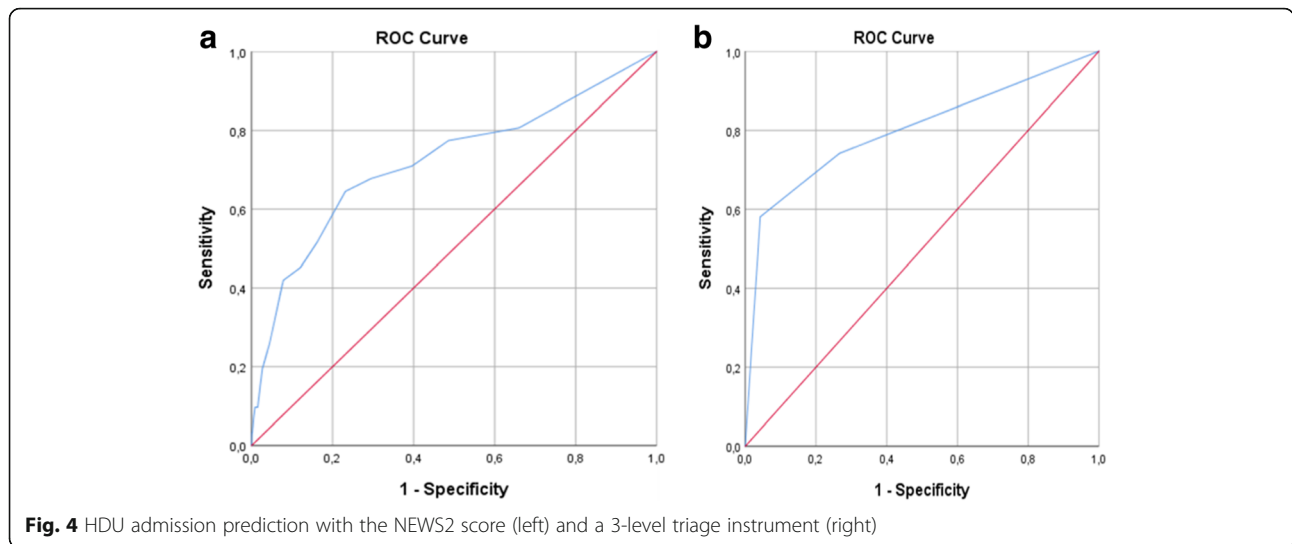 a
ROC Curve
1,0
0,8
0,6
0,4
0,2
0,0
Sensitivity
0,0 0,2 0,4 0,6 0,8 1,0
1 - Specificity
b
ROC Curve
1,0
0,8
0,6
0,4
0,2
0,0
Sensitivity
0,0 0,2 0,4 0,6 0,8 1,0
1 - Specificity
Fig. 4 HDU admission prediction with the NEWS2 score (left) and a 3-level triage instrument (right)